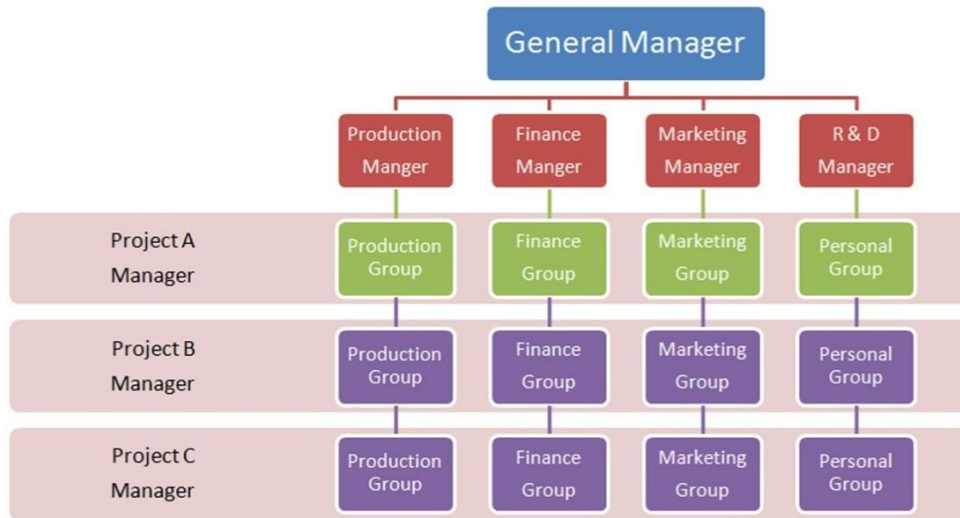 General Manager
Production
Manger
Finance
Manger
Marketing
Manager
R & D
Manager
Project A
Manager
Production
Group
Finance
Group
Marketing
Group
Personal
Group
Project B
Manager
Production
Group
Finance
Group
Marketing
Group
Personal
Group
Project C
Manager
Production
Group
Finance
Group
Marketing
Group
Personal
Group